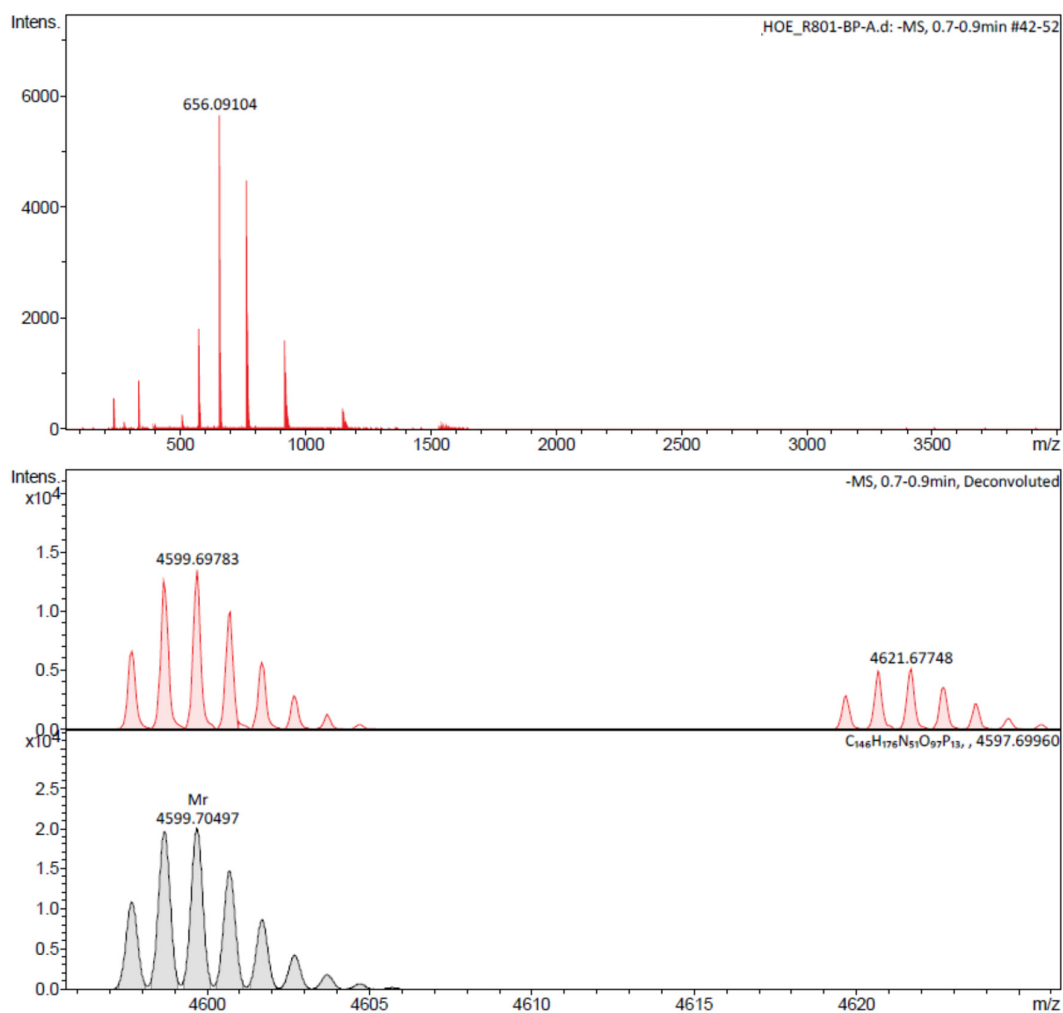 Intens.
_HOE_R801-BP-A.d: -MS, 0.7-0.9min #42-52
6000
656.09104
4000
2000
0
500 1000 1500 2000 2500 3000 3500 m/z
Intens.
x10⁴
-MS, 0.7-0.9min, Deconvoluted
1.5
4599.69783
1.0
4621.67748
0.5
0.0
x10⁴
C₁₄₆H₁₇₆N₅₁O₉₇P₁₃, , 4597.69960
2.5
Mr
4599.70497
2.0
1.5
1.0
0.5
0.0
4600 4605 4610 4615 4620 m/z